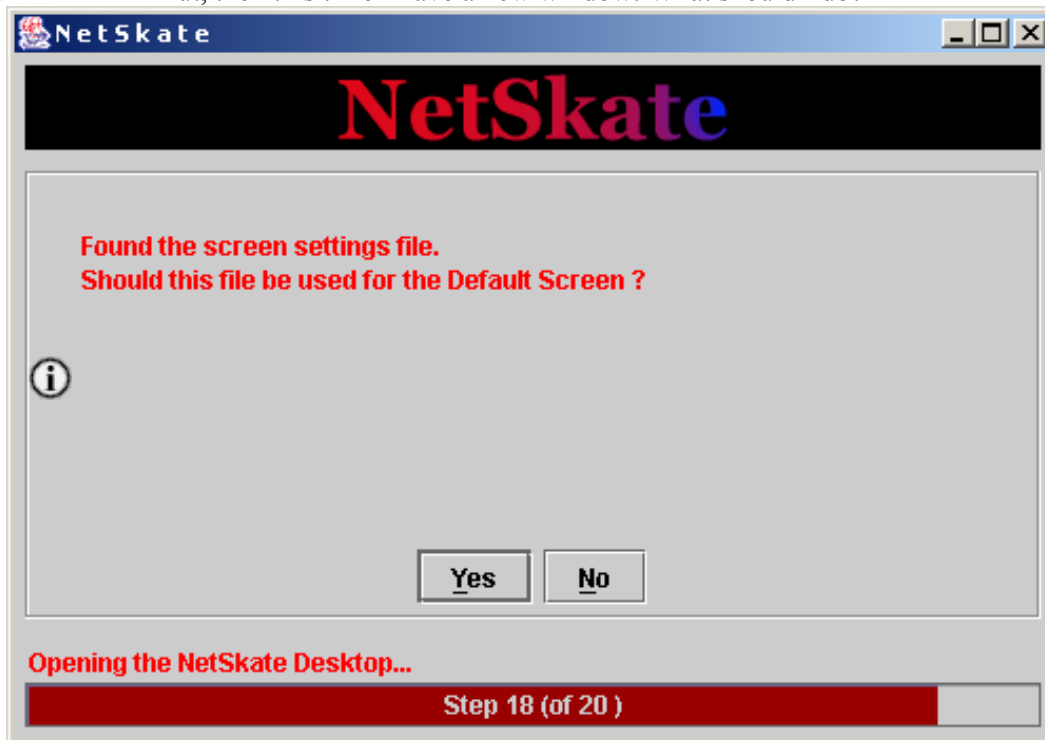 NetSkate
NetSkate
Found the screen settings file.
Should this file be used for the Default Screen ?
Yes
No
Opening the NetSkate Desktop...
Step 18 (of 20 )